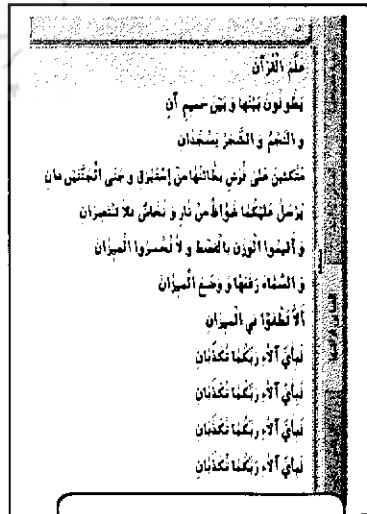 عَلَّمَ الْقُرْآنَ
يَطُوفُونَ بَيْنَها وَ بَيْنَ حَمِيمٍ آنٍ
وَ النَّجْمُ وَ الشَّجَرُ يَسْجُدَانِ
مُتَّكِئِينَ عَلَى فُرُشٍ بَطَائِنُهَا مِنْ إِسْتَبْرَقٍ وَ جَنَى الْجَنَّتَيْنِ دَانٍ
يُرْسَلُ عَلَيْكُمَا شُوَاظٌ مِنْ نَارٍ وَ نُحَاسٌ فَلَا تَنْتَصِرَانِ
وَ أَقِيمُوا الْوَزْنَ بِالْقِسْطِ وَ لَا تُخْسِرُوا الْمِيزَانَ
وَ السَّمَاءَ رَفَعَهَا وَ وَضَعَ الْمِيزَانَ
أَلاَّ تَطْغَوْا فِي الْمِيزَانِ
فَبِأَيِّ آلَاءِ رَبِّكُمَا تُكَذِّبَانِ
فَبِأَيِّ آلَاءِ رَبِّكُمَا تُكَذِّبَانِ
فَبِأَيِّ آلَاءِ رَبِّكُمَا تُكَذِّبَانِ
فَبِأَيِّ آلَاءِ رَبِّكُمَا تُكَذِّبَانِ